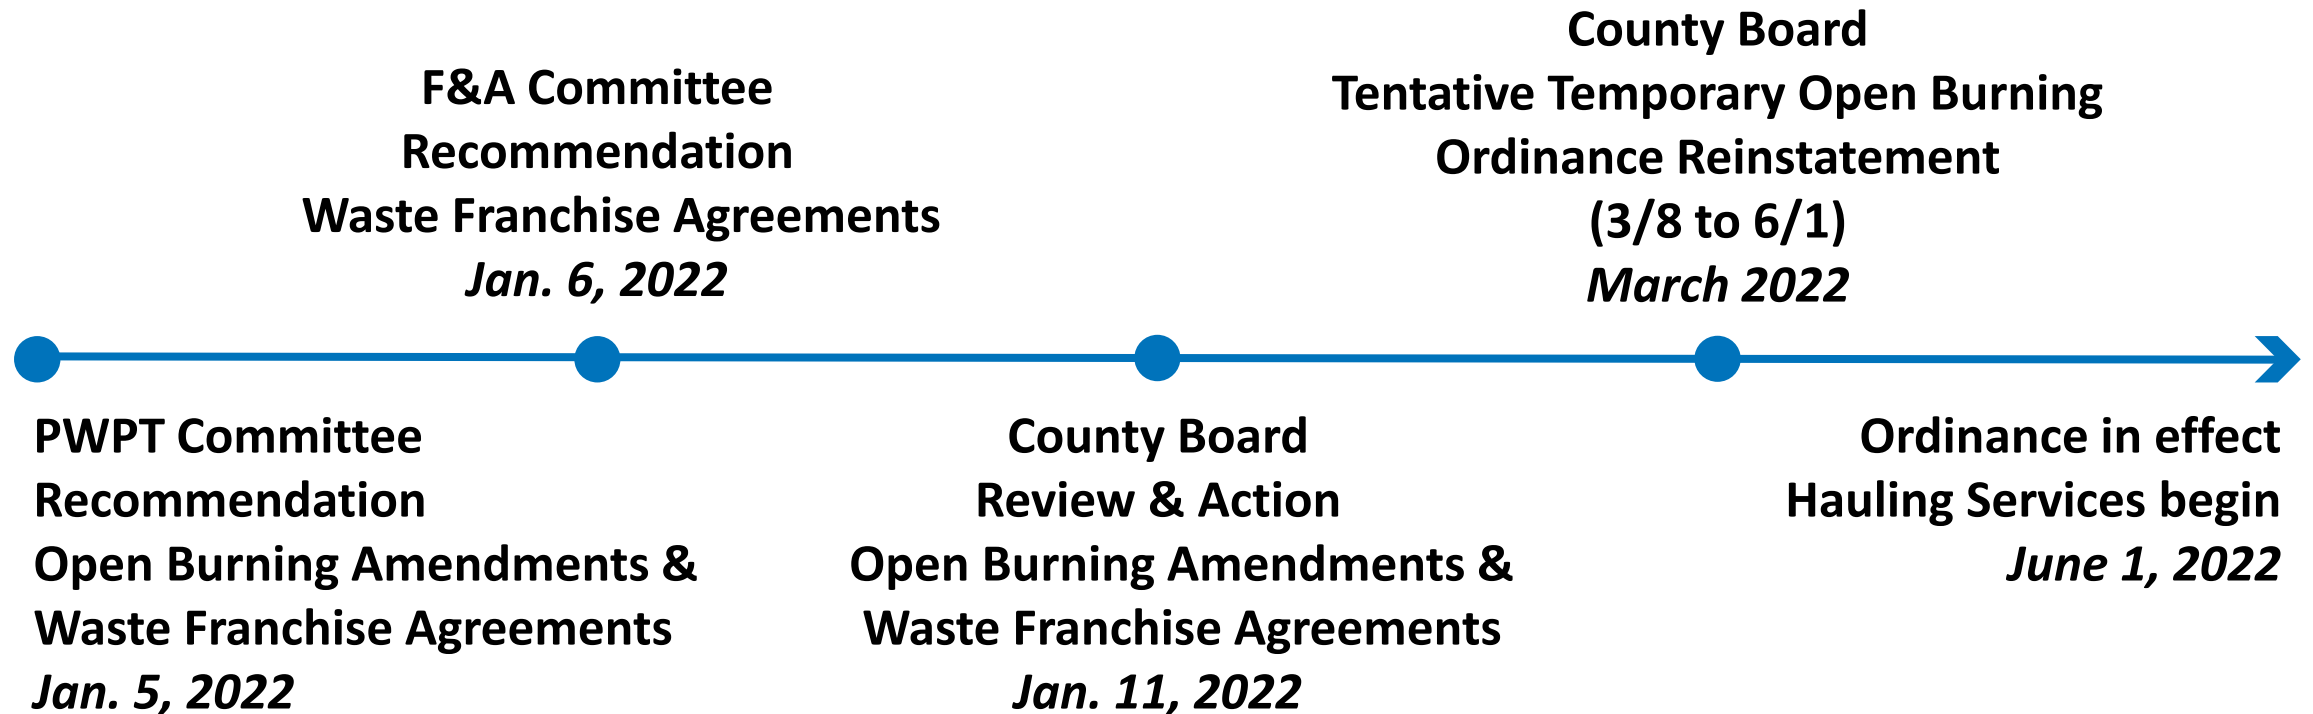 PWPT Committee
Recommendation
Open Burning Amendments &
Waste Franchise Agreements
Jan. 5, 2022
F&A Committee
Recommendation
Waste Franchise Agreements
Jan. 6, 2022
County Board
Review & Action
Open Burning Amendments &
Waste Franchise Agreements
Jan. 11, 2022
County Board
Tentative Temporary Open Burning
Ordinance Reinstatement
(3/8 to 6/1)
March 2022
Ordinance in effect
Hauling Services begin
June 1, 2022